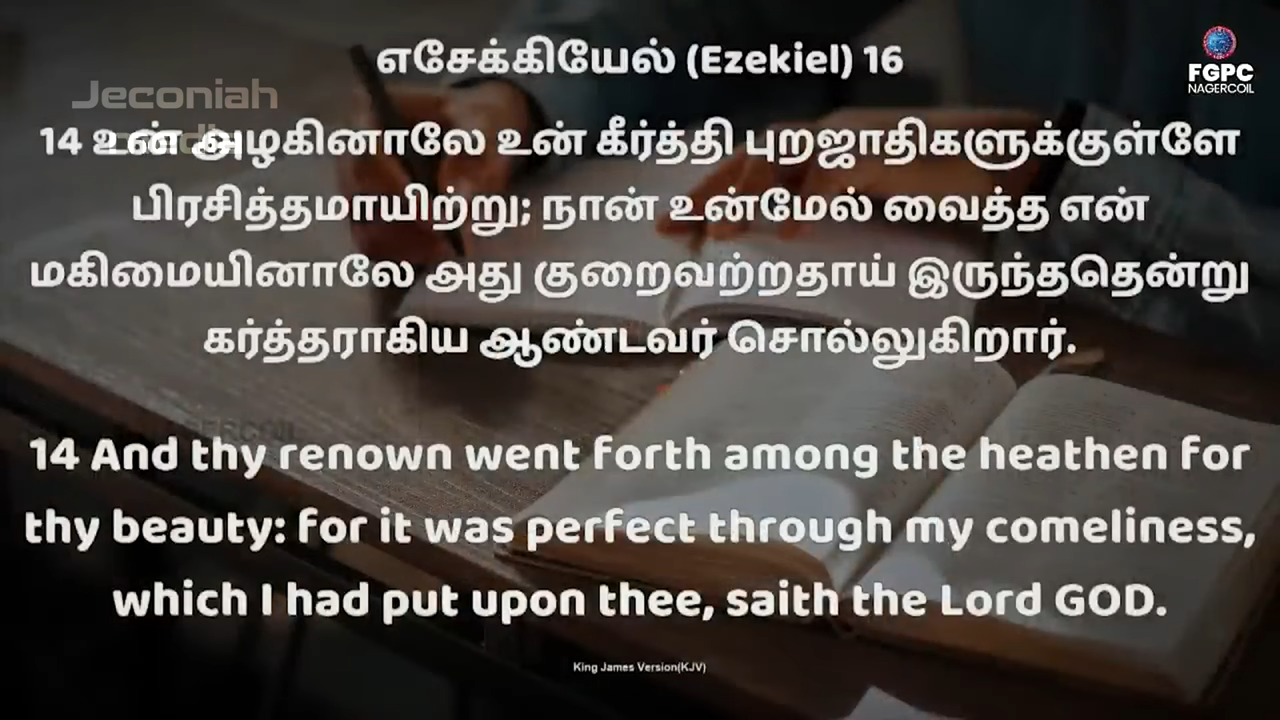 எசேக்கியேல் (Ezekiel) 16
FGPC
NAGERCOIL
Jeconiah
14 உன் அழகினாலே உன் கீர்த்தி புறஜாதிகளுக்குள்ளே
பிரசித்தமாயிற்று; நான் உன்மேல் வைத்த என்
மகிமையினாலே அது குறைவற்றதாய் இருந்ததென்று
கர்த்தராகிய ஆண்டவர் சொல்லுகிறார்.
14 And thy renown went forth among the heathen for
thy beauty: for it was perfect through my comeliness,
which I had put upon thee, saith the Lord GOD.
King James Version(KJV)